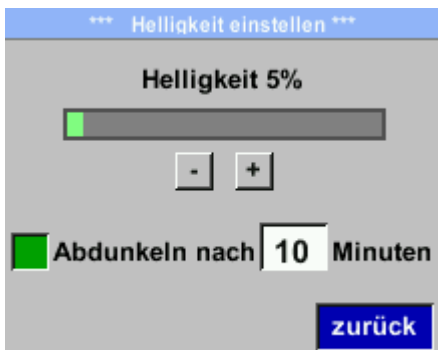 *** Helligkeit einstellen ***
Helligkeit 5%
- +
Abdunkeln nach 10 Minuten
zurück